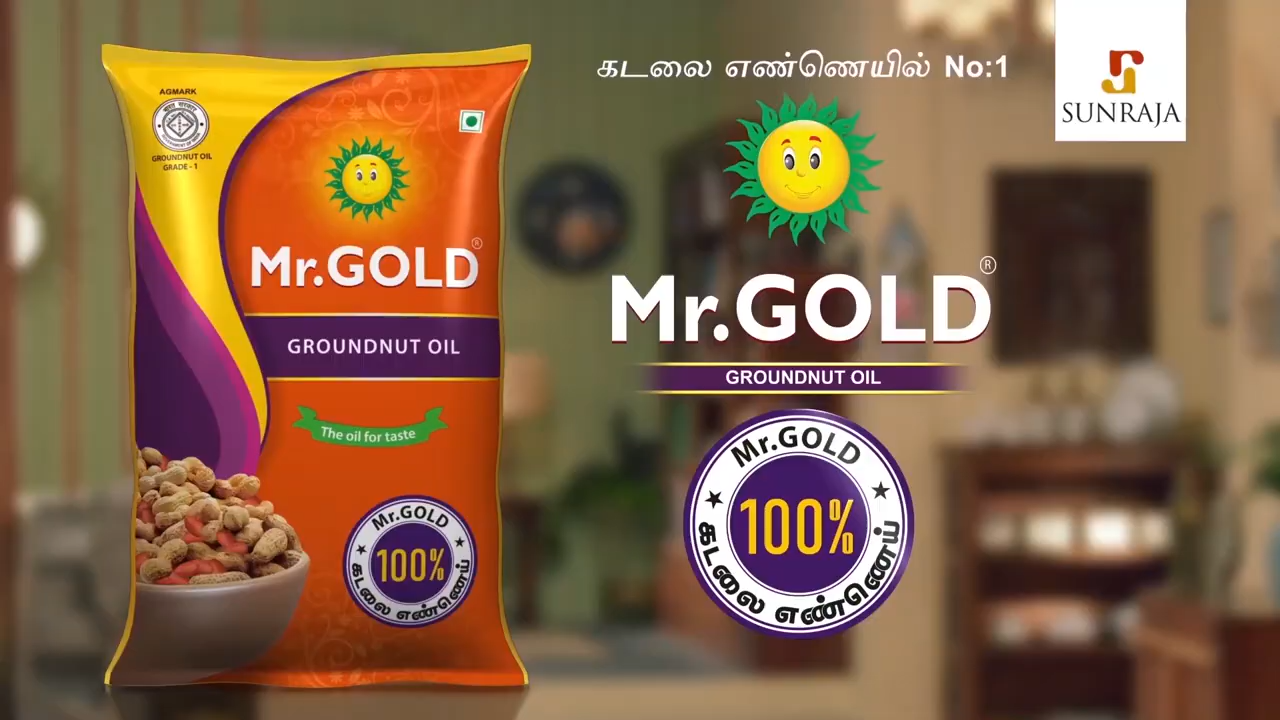 AGMARK
GROUNDNUT OIL
GRADE - 1
Mr.GOLD®
GROUNDNUT OIL
The oil for taste
Mr.GOLD
100%
கடலை எண்ணெய்
கடலை எண்ணெயில் No:1
SUNRAJA
Mr.GOLD®
GROUNDNUT OIL
Mr.GOLD
100%
கடலை எண்ணெய்